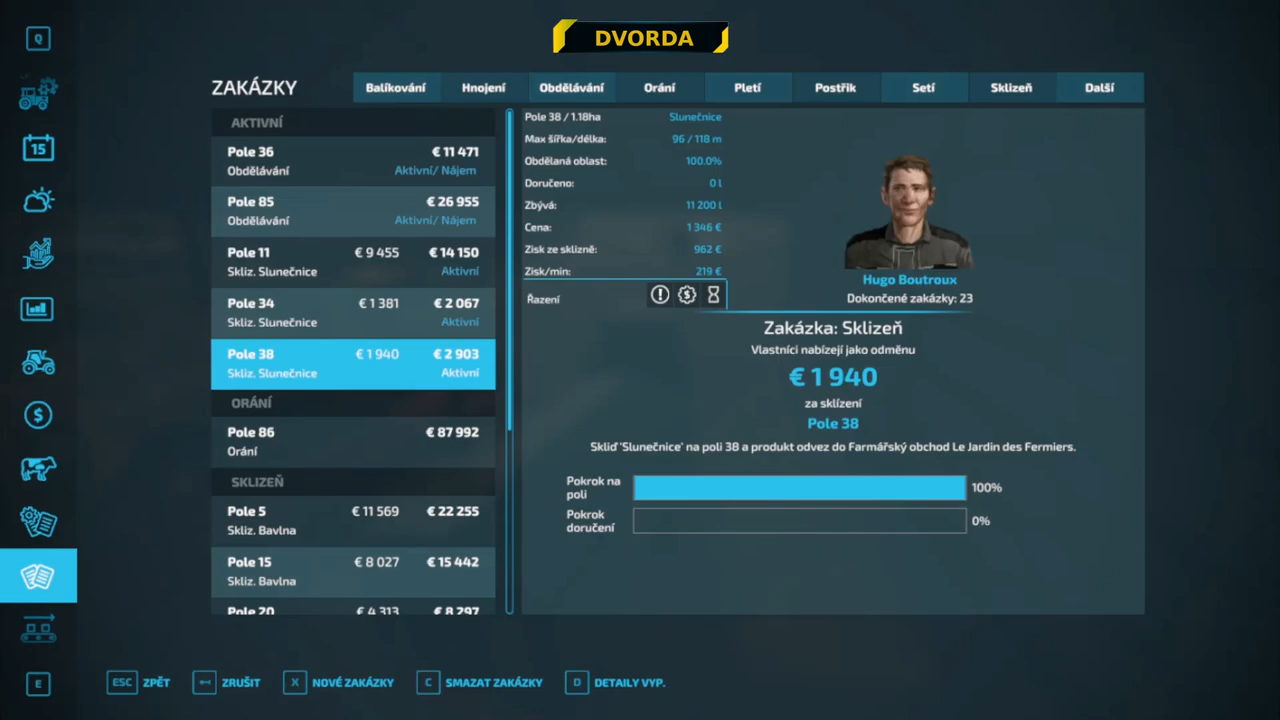 Q
DVORDA
ZAKÁZKY
Balíkování
Hnojení
Obdělávání
Orání
Pletí
Postřik
Setí
Sklizeň
Další
15
AKTIVNÍ
Pole 36 € 11 471
Obdělávání Aktivní/ Nájem
Pole 85 € 26 955
Obdělávání Aktivní/ Nájem
Pole 11 € 9 455 € 14 150
Skliz. Slunečnice Aktivní
Pole 34 € 1 381 € 2 067
Skliz. Slunečnice Aktivní
Pole 38 € 1 940 € 2 903
Skliz. Slunečnice Aktivní
ORÁNÍ
Pole 86 € 87 992
Orání
SKLIZEŇ
Pole 5 € 11 569 € 22 255
Skliz. Bavlna
Pole 15 € 8 027 € 15 442
Skliz. Bavlna
Pole 20 € 4 313 € 8 297
Pole 38 / 1.18ha Slunečnice
Max šířka/délka: 96 / 118 m
Obdělaná oblast: 100.0%
Doručeno: 0 l
Zbývá: 11 200 l
Cena: 1 346 €
Zisk ze sklizně: 962 €
Zisk/min: 219 €
Řazení
Hugo Boutroux
Dokončené zakázky: 23
Zakázka: Sklizeň
Vlastníci nabízejí jako odměnu
€ 1 940
za sklízení
Pole 38
Skliď 'Slunečnice' na poli 38 a produkt odvez do Farmářský obchod Le Jardin des Fermiers.
Pokrok na
poli
100%
Pokrok
doručení
0%
E
ESC ZPĚT
ZRUŠIT
X NOVÉ ZAKÁZKY
C SMAZAT ZAKÁZKY
D DETAILY VYP.